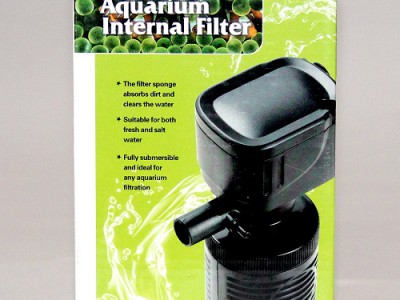 Aquarium
Internal Filter
The filter sponge
absorbs dirt and
clears the water
Suitable for both
fresh and salt
water
Fully submersible
and ideal for
any aquarium
filtration